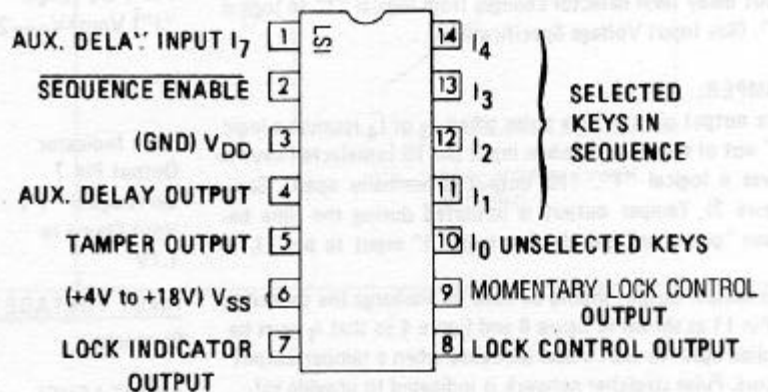 AUX. DELAY INPUT I7 1 LSI 14 I4
SEQUENCE ENABLE 2 13 I3
(GND) VDD 3 12 I2
SELECTED
KEYS IN
SEQUENCE
AUX. DELAY OUTPUT 4 11 I1
TAMPER OUTPUT 5 10 I0 UNSELECTED KEYS
(+4V to +18V) VSS 6 9 MOMENTARY LOCK CONTROL
OUTPUT
LOCK INDICATOR 7 8 LOCK CONTROL OUTPUT
OUTPUT